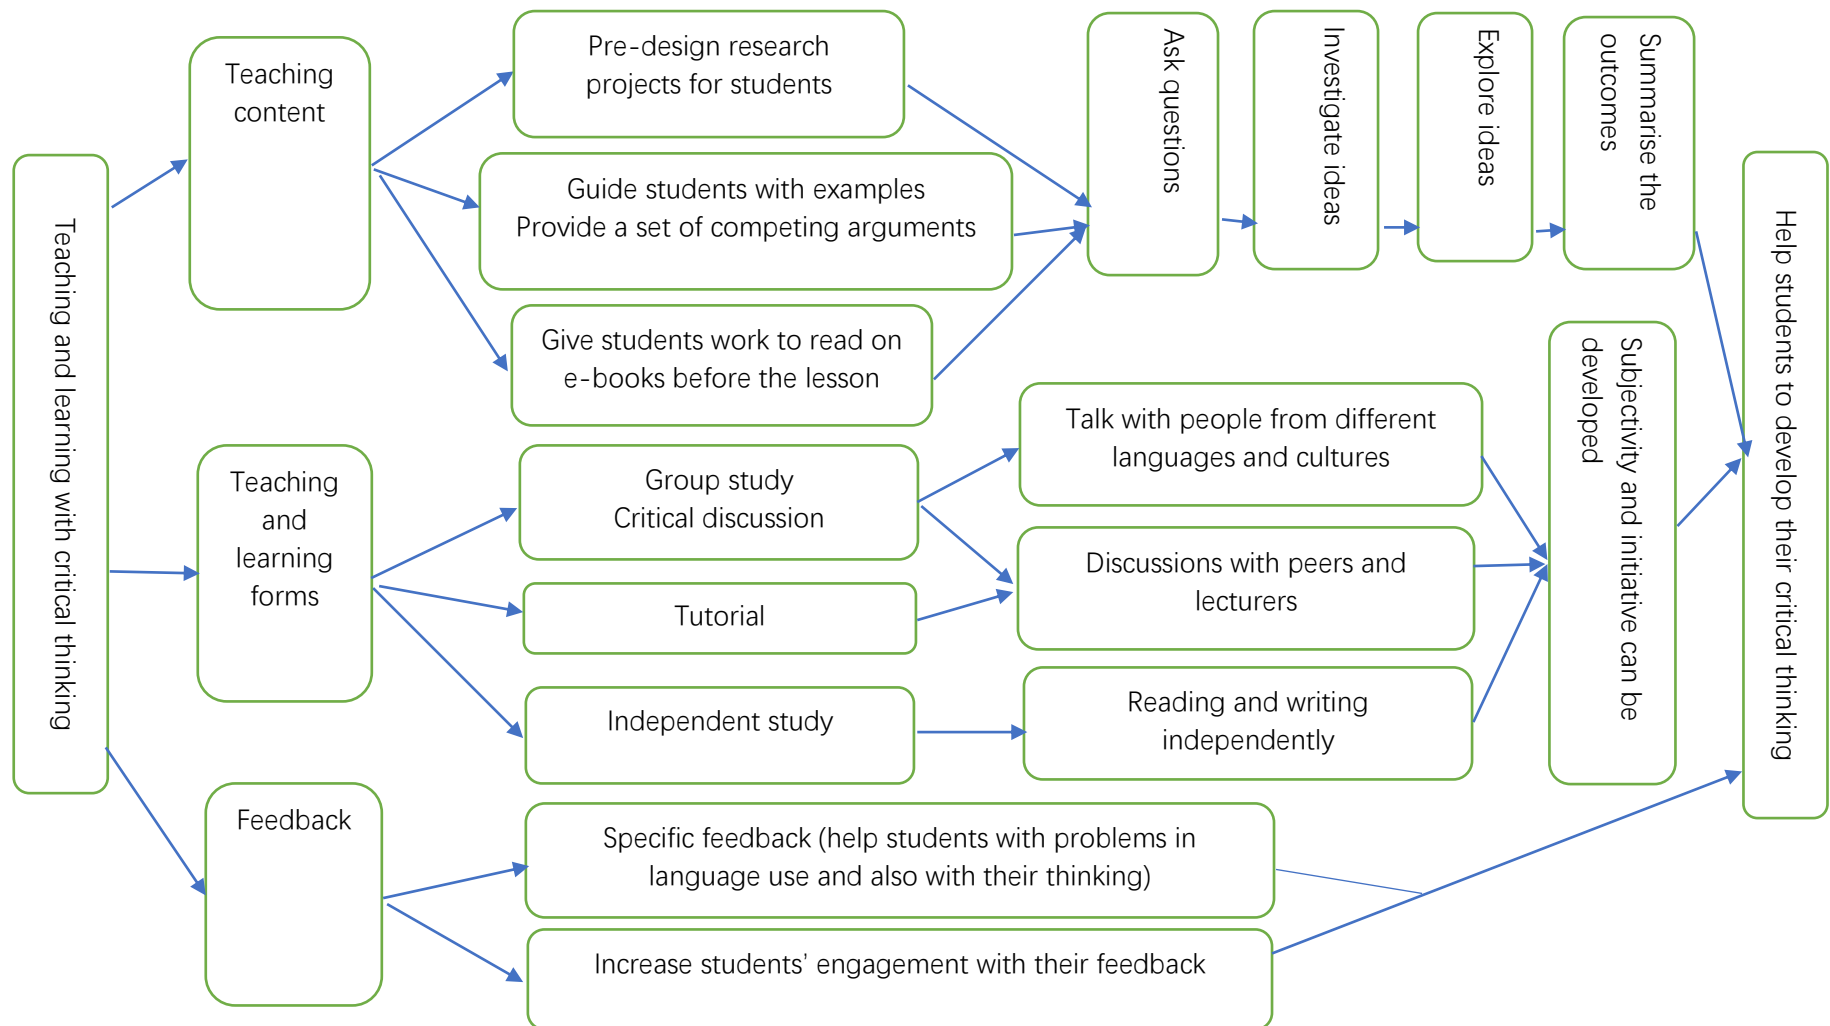 Teaching and learning with critical thinking
Teaching
content
Pre-design research
projects for students
Guide students with examples
Provide a set of competing arguments
Give students work to read on
e-books before the lesson
Ask questions
Investigate ideas
Explore ideas
Summarise the
outcomes
Teaching
and
learning
forms
Group study
Critical discussion
Tutorial
Independent study
Talk with people from different
languages and cultures
Discussions with peers and
lecturers
Reading and writing
independently
Subjectivity and initiative can be
developed
Feedback
Specific feedback (help students with problems in
language use and also with their thinking)
Increase students’ engagement with their feedback
Help students to develop their critical thinking